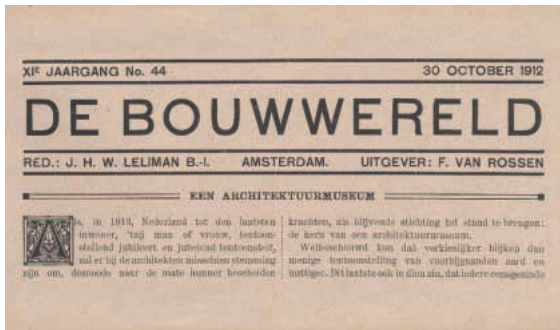 XIE JAARGANG No. 44
30 OCTOBER 1912
DE BOUWWERELD
RED.: J. H. W. LELIMAN B.-I.
AMSTERDAM.
UITGEVER: F. VAN ROSSEN
EEN ARCHITEKTUURMUSEUM
Als, in 1813, Nederland tot den laatsten
inwoner, 'tzij man of vrouw, tentoon-
stellend jubileert en jubelend tentoonstelt,
zal er bij de architekten misschien stemming
zijn om, desnoods naar de mate hunner bescheiden
krachten, als blijvende stichting tot stand te brengen:
de kern van een architektuurmuseum.
Welbeschouwd kon dat verkieslijker blijken dan
menige tentoonstelling van voorbijgaanden aard en
nuttiger. Dit laatste ook in dien zin, dat iedere